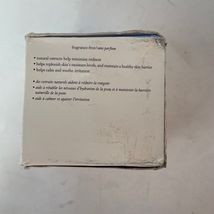 fragrance-free/sans parfum
• natural extracts help minimize redness
• helps replenish skin's moisture levels, and maintain a healthy skin barrier
• helps calm and soothe irritation
• des extraits naturels aident à réduire la rougeur
• aide à rétablir les niveaux d'hydratation de la peau et à maintenir la barrière
naturelle de la peau
• aide à calmer et apaiser l'irritation